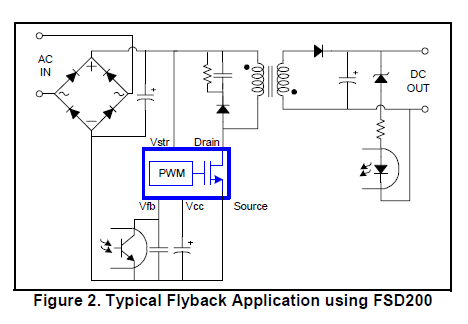 AC
IN
+
~
~
−
+
+
DC
OUT
Vstr
Drain
PWM
Vfb
Vcc
Source
+
Figure 2. Typical Flyback Application using FSD200